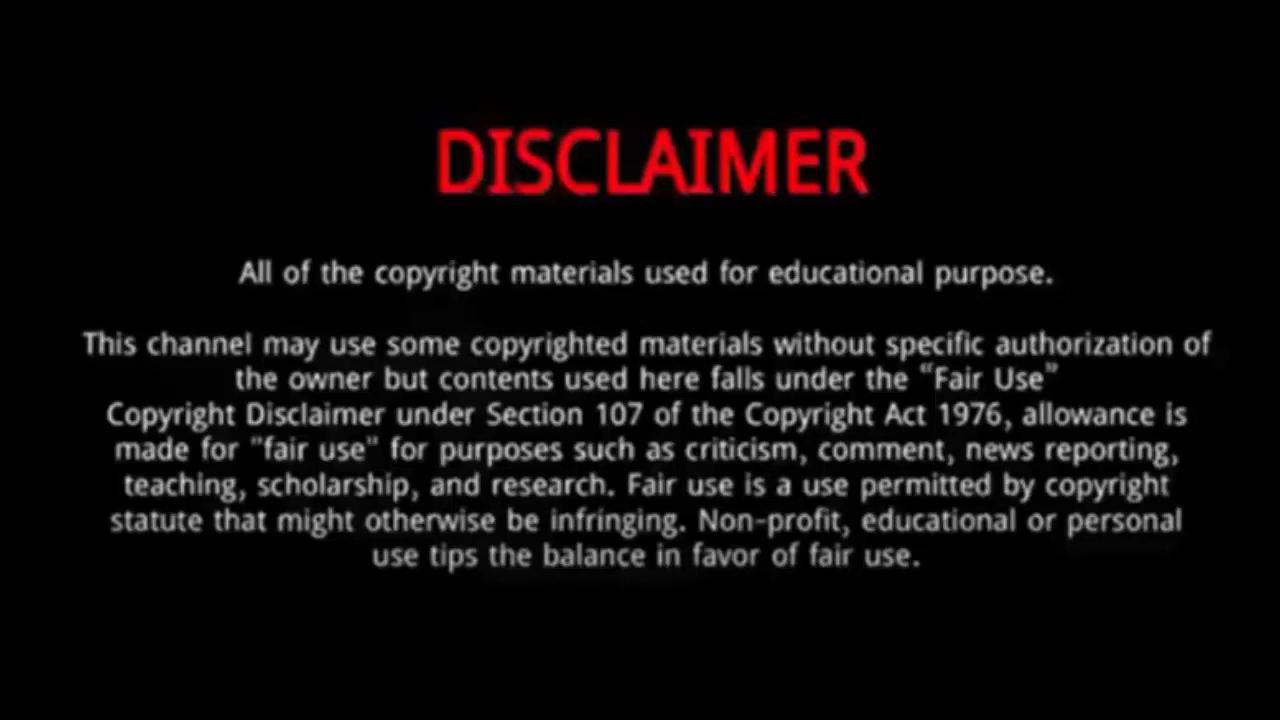 DISCLAIMER
All of the copyright materials used for educational purpose.
This channel may use some copyrighted materials without specific authorization of
the owner but contents used here falls under the “Fair Use”
Copyright Disclaimer under Section 107 of the Copyright Act 1976, allowance is
made for "fair use" for purposes such as criticism, comment, news reporting,
teaching, scholarship, and research. Fair use is a use permitted by copyright
statute that might otherwise be infringing. Non-profit, educational or personal
use tips the balance in favor of fair use.